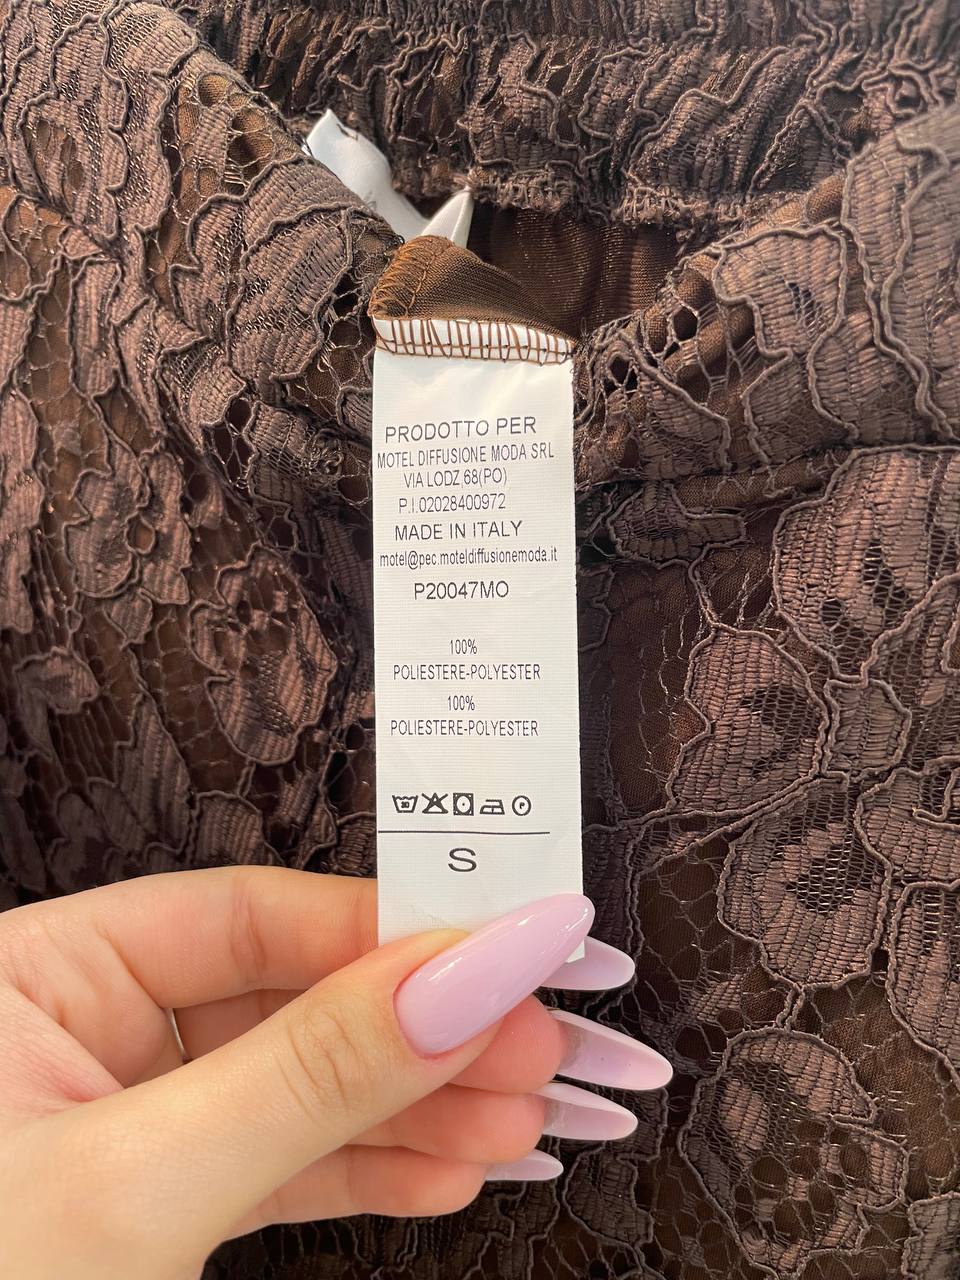 PRODOTTO PER
MOTEL DIFFUSIONE MODA SRL
VIA LODZ 68(PO)
P.I.02028400972
MADE IN ITALY
motel@pec.moteldiffusionemoda.it
P20047MO
100%
POLIESTERE-POLYESTER
100%
POLIESTERE-POLYESTER
30
P
S